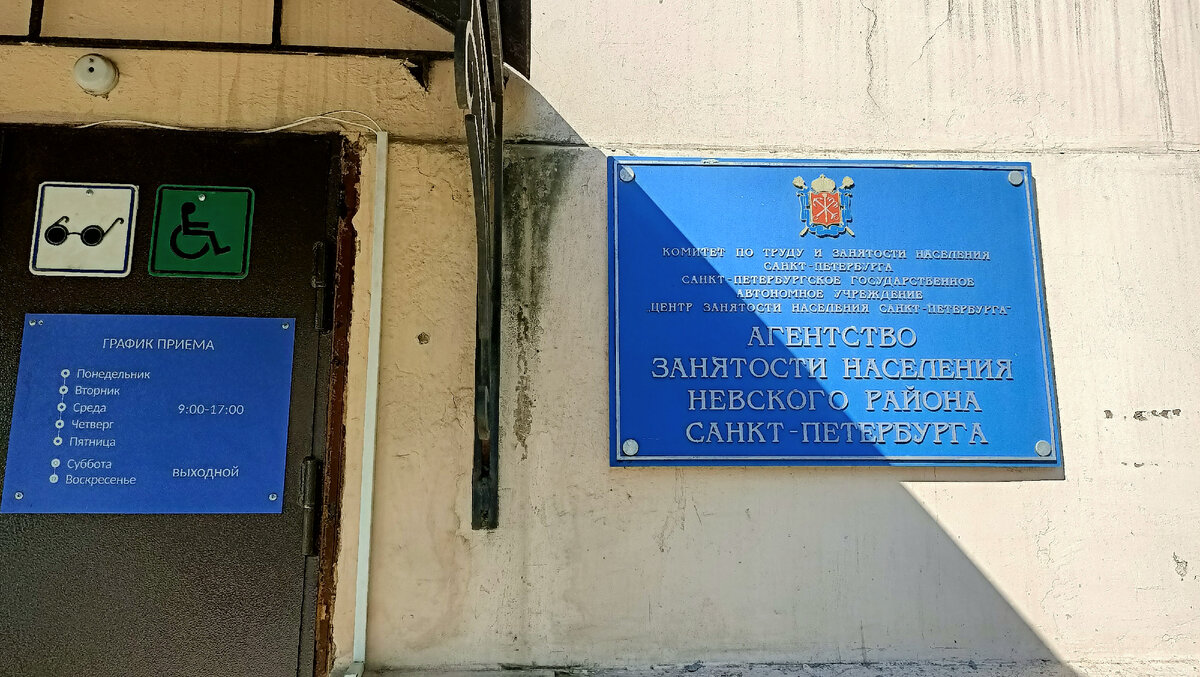 ГРАФИК ПРИЕМА
Понедельник
Вторник
Среда 9:00-17:00
Четверг
Пятница
Суббота
Воскресенье ВЫХОДНОЙ
КОМИТЕТ ПО ТРУДУ И ЗАНЯТОСТИ НАСЕЛЕНИЯ
САНКТ-ПЕТЕРБУРГА
САНКТ-ПЕТЕРБУРГСКОЕ ГОСУДАРСТВЕННОЕ
АВТОНОМНОЕ УЧРЕЖДЕНИЕ
"ЦЕНТР ЗАНЯТОСТИ НАСЕЛЕНИЯ САНКТ-ПЕТЕРБУРГА"
АГЕНТСТВО
ЗАНЯТОСТИ НАСЕЛЕНИЯ
НЕВСКОГО РАЙОНА
САНКТ-ПЕТЕРБУРГА